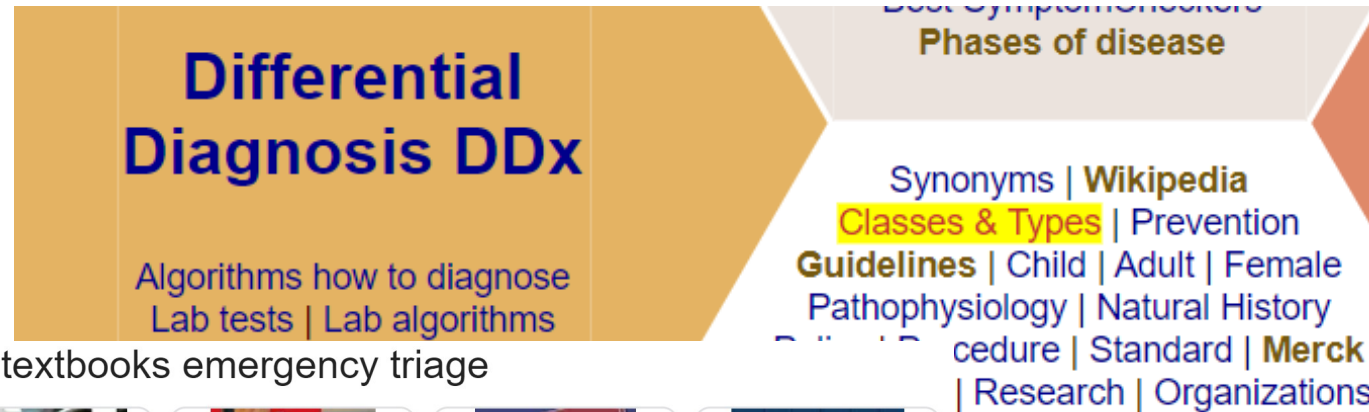 Differential
Diagnosis DDx
Algorithms how to diagnose
Lab tests | Lab algorithms
Phases of disease
Synonyms | Wikipedia
Classes & Types | Prevention
Guidelines | Child | Adult | Female
Pathophysiology | Natural History
| Standard | Merck
| Research | Organizations
textbooks emergency triage